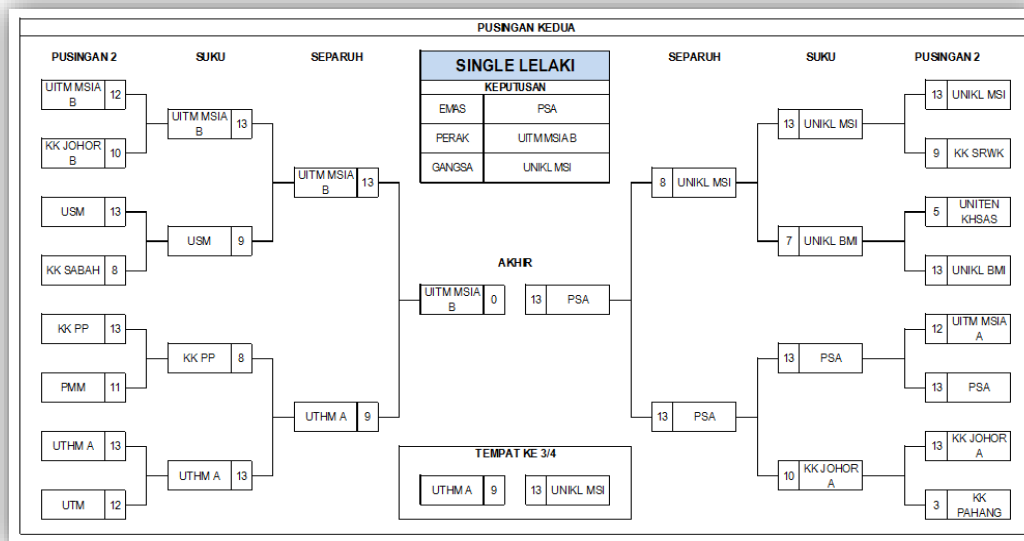 PUSINGAN KEDUA
PUSINGAN 2 SUKU SEPARUH SEPARUH SUKU PUSINGAN 2
SINGLE LELAKI
KEPUTUSAN
EMAS PSA
PERAK UITM MSIA B
GANGSA UNIKL MSI
UITM MSIA
B 12
KK JOHOR
B 10
USM 13
KK SABAH 8
KK PP 13
PMM 11
UTHM A 13
UTM 12
UITM MSIA
B 13
USM 9
KK PP 8
UTHM A 13
UITM MSIA
B 13
UTHM A 9
AKHIR
UITM MSIA
B 0
13 PSA
TEMPAT KE 3/4
UTHM A 9
13 UNIKL MSI
8 UNIKL MSI
13 PSA
13 UNIKL MSI
7 UNIKL BMI
13 PSA
10 KK JOHOR
A
13 UNIKL MSI
9 KK SRWK
5 UNITEN
KHSAS
13 UNIKL BMI
12 UITM MSIA
A
13 PSA
13 KK JOHOR
A
3 KK
PAHANG